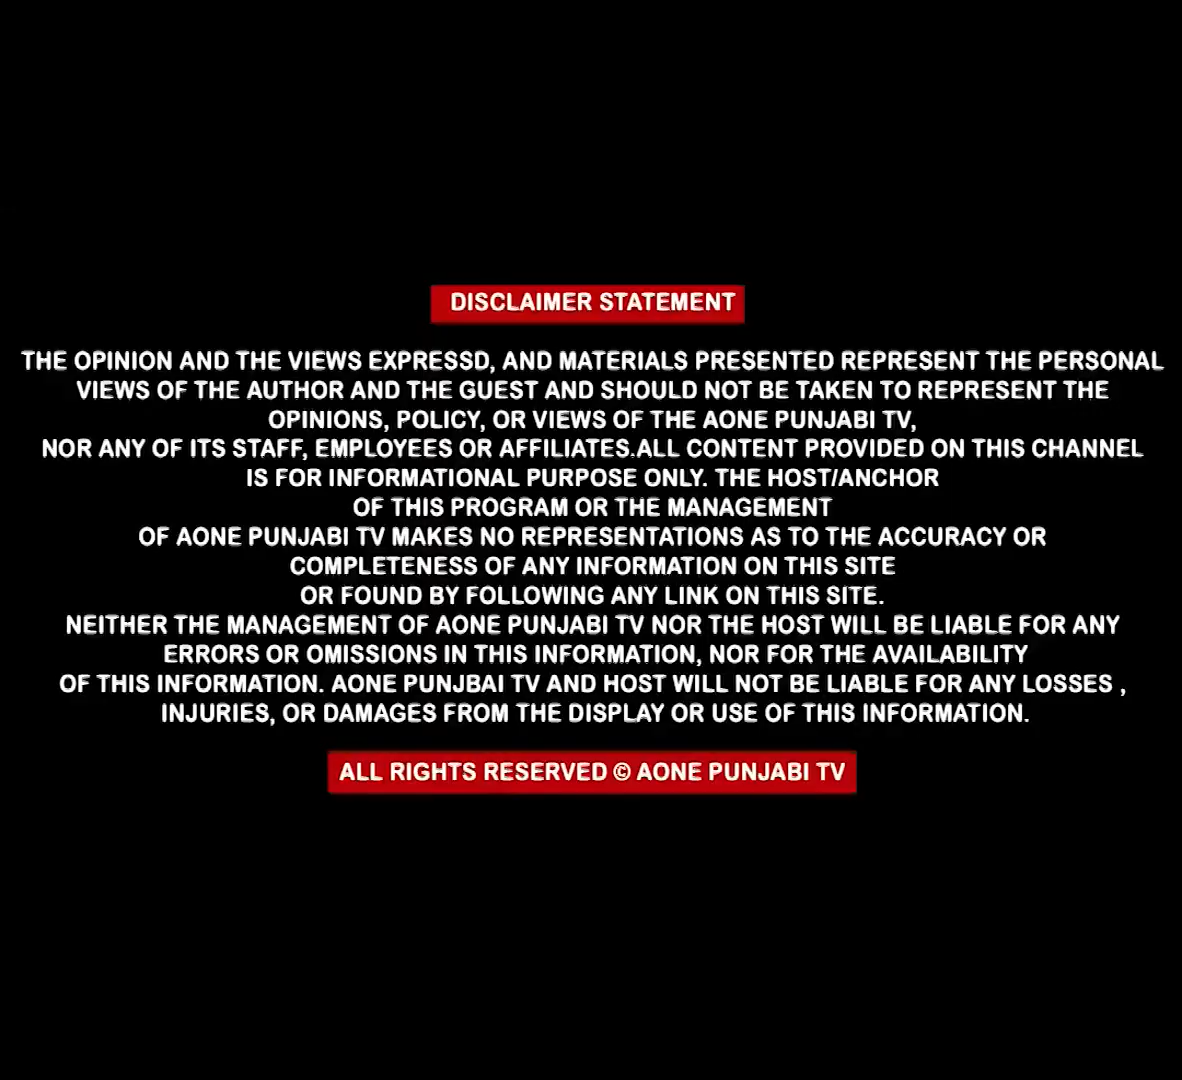 DISCLAIMER STATEMENT
THE OPINION AND THE VIEWS EXPRESSD, AND MATERIALS PRESENTED REPRESENT THE PERSONAL
VIEWS OF THE AUTHOR AND THE GUEST AND SHOULD NOT BE TAKEN TO REPRESENT THE
OPINIONS, POLICY, OR VIEWS OF THE AONE PUNJABI TV,
NOR ANY OF ITS STAFF, EMPLOYEES OR AFFILIATES.ALL CONTENT PROVIDED ON THIS CHANNEL
IS FOR INFORMATIONAL PURPOSE ONLY. THE HOST/ANCHOR
OF THIS PROGRAM OR THE MANAGEMENT
OF AONE PUNJABI TV MAKES NO REPRESENTATIONS AS TO THE ACCURACY OR
COMPLETENESS OF ANY INFORMATION ON THIS SITE
OR FOUND BY FOLLOWING ANY LINK ON THIS SITE.
NEITHER THE MANAGEMENT OF AONE PUNJABI TV NOR THE HOST WILL BE LIABLE FOR ANY
ERRORS OR OMISSIONS IN THIS INFORMATION, NOR FOR THE AVAILABILITY
OF THIS INFORMATION. AONE PUNJBAI TV AND HOST WILL NOT BE LIABLE FOR ANY LOSSES ,
INJURIES, OR DAMAGES FROM THE DISPLAY OR USE OF THIS INFORMATION.
ALL RIGHTS RESERVED © AONE PUNJABI TV